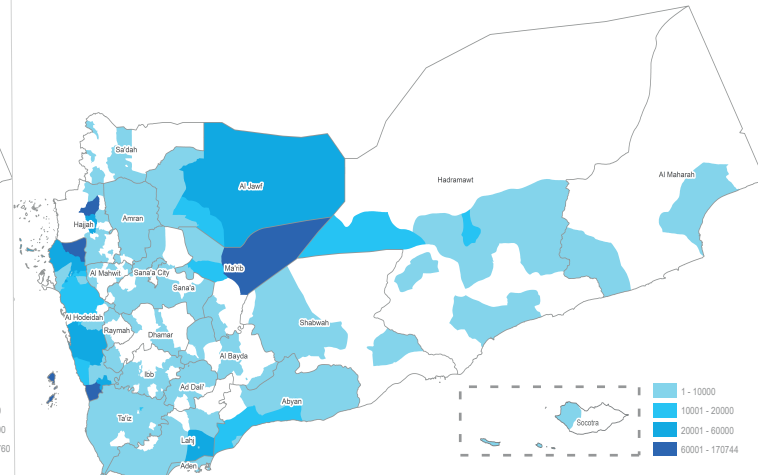 Sa'dah
Al Jawf
Hadramawt
Al Maharah
Hajjah
Amran
Al Mahwit
Sana'a City
Ma'rib
Sana'a
Al Hodeidah
Raymah
Dhamar
Shabwah
Al Bayda
Ibb
Ad Dali'
Abyan
Ta'iz
Lahj
Aden
Socotra
1 - 10000
10001 - 20000
20001 - 60000
60001 - 170744